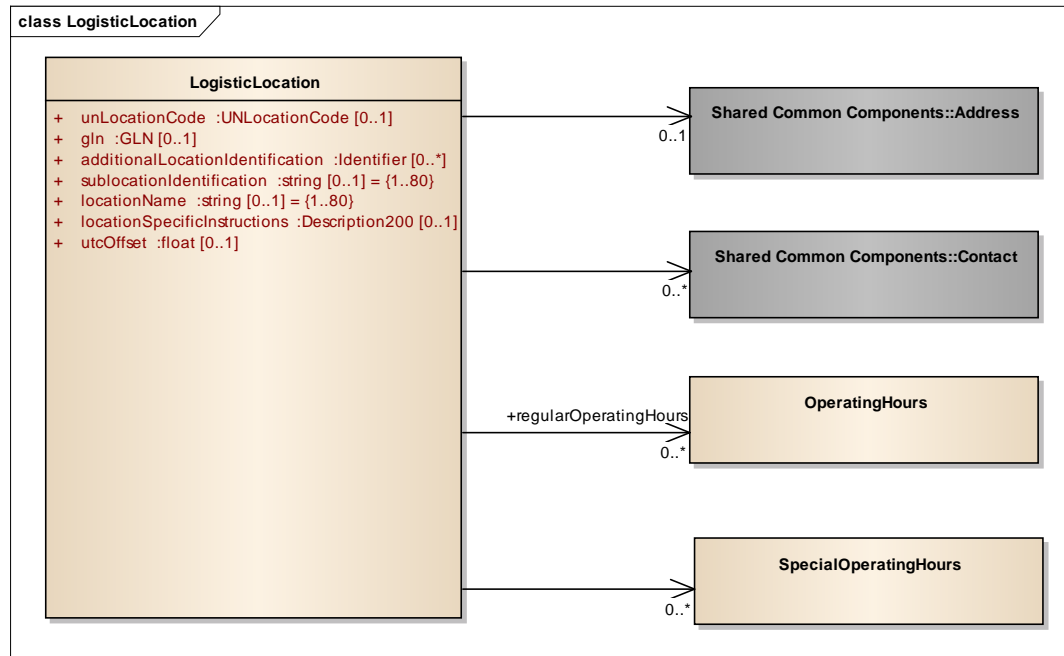 class LogisticLocation
LogisticLocation
+ unLocationCode :UNLocationCode [0..1]
+ gln :GLN [0..1]
+ additionalLocationIdentification :Identifier [0..*]
+ sublocationIdentification :string [0..1] = {1..80}
+ locationName :string [0..1] = {1..80}
+ locationSpecificInstructions :Description200 [0..1]
+ utcOffset :float [0..1]
Shared Common Components::Address
0..1
Shared Common Components::Contact
0..*
+regularOperatingHours
OperatingHours
0..*
SpecialOperatingHours
0..*